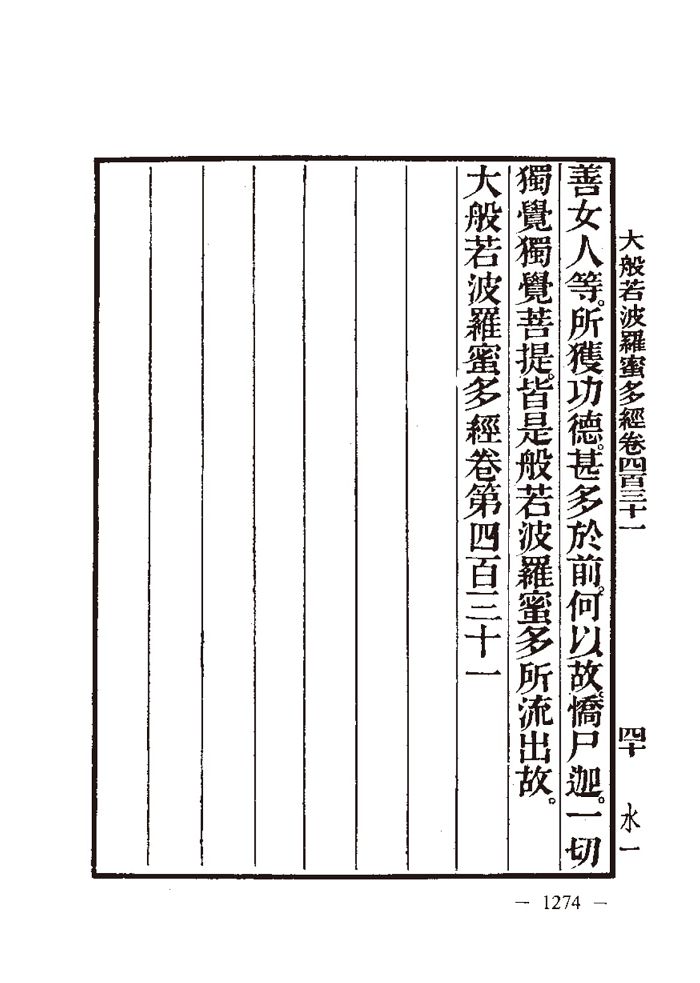 大般若波羅蜜多經卷四百三十一　四十　水一
善女人等。所獲功德。甚多於前。何以故。憍尸迦。一切
獨覺獨覺菩提。皆是般若波羅蜜多所流出故。
大般若波羅蜜多經卷第四百三十一
— 1274 —